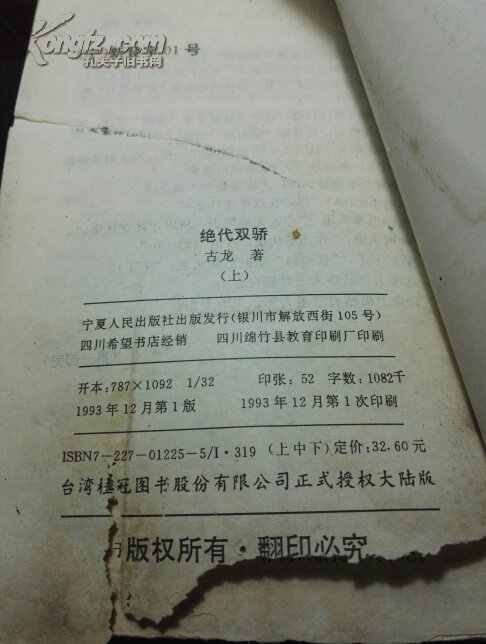 Kongfz.com
孔夫子旧书网
01号
绝代双骄
古龙 著
(上)
宁夏人民出版社出版发行(银川市解放西街105号)
四川希望书店经销 四川绵竹县教育印刷厂印刷
开本:787×1092 1/32 印张:52 字数:1082千
1993年12月第1版 1993年12月第1次印刷
ISBN7-227-01225-5/I·319 (上中下)定价:32.60元
台湾桂冠图书股份有限公司正式授权大陆版
版权所有·翻印必究